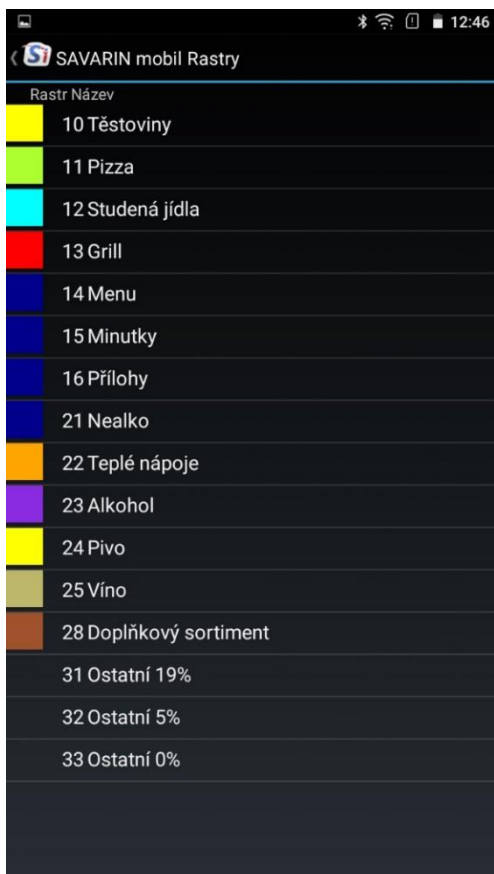 12:46
Si SAVARIN mobil Rastry
Rastr Název
10 Těstoviny
11 Pizza
12 Studená jídla
13 Grill
14 Menu
15 Minutky
16 Přílohy
21 Nealko
22 Teplé nápoje
23 Alkohol
24 Pivo
25 Víno
28 Doplňkový sortiment
31 Ostatní 19%
32 Ostatní 5%
33 Ostatní 0%